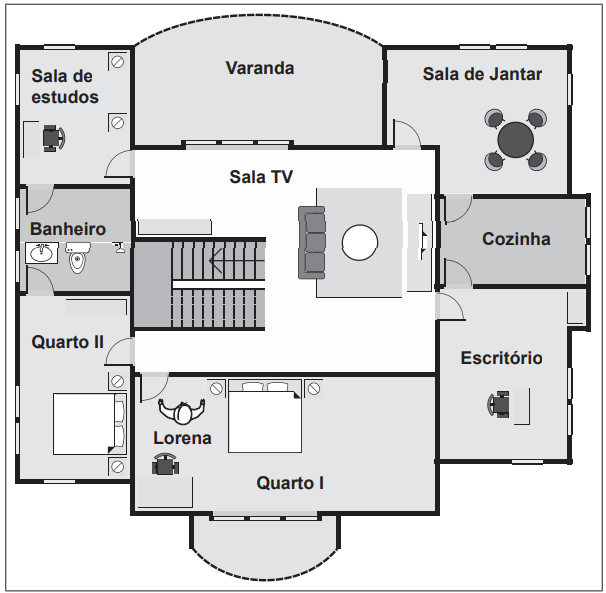 Sala de
estudos
Varanda
Sala de Jantar
Sala TV
Banheiro
Cozinha
Quarto II
Escritório
Lorena
Quarto I